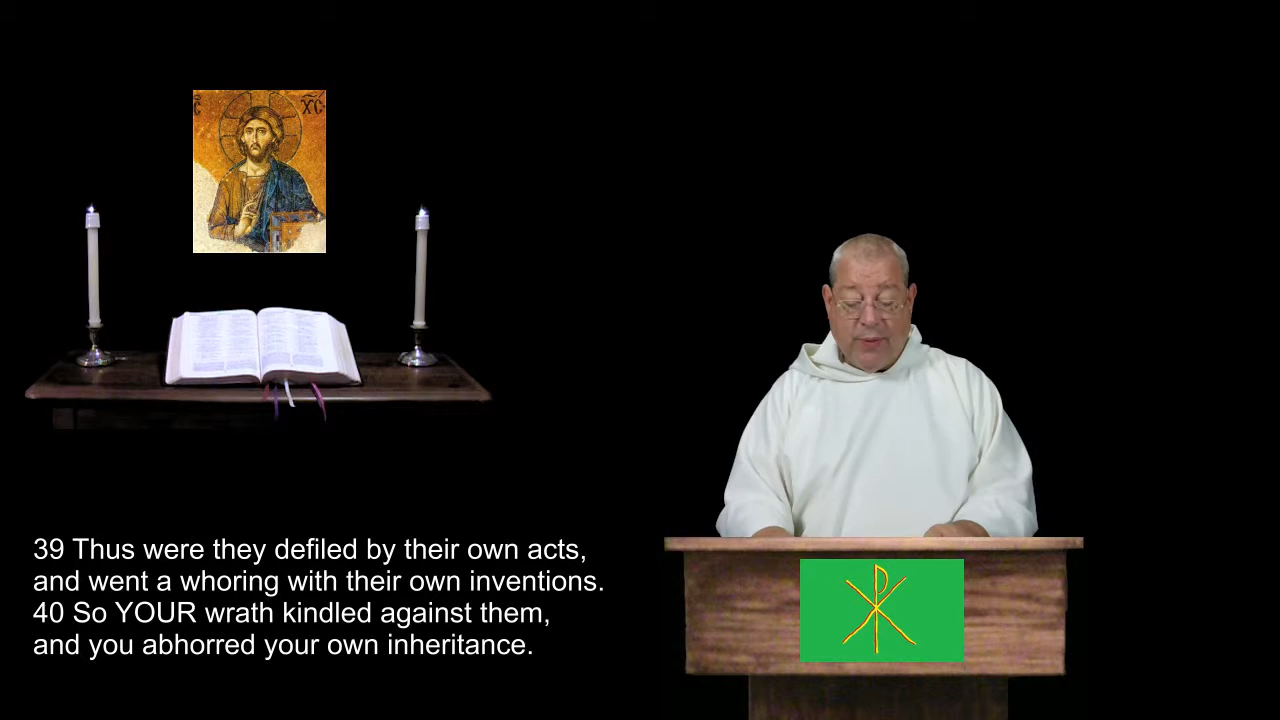 XC
39 Thus were they defiled by their own acts,
and went a whoring with their own inventions.
40 So YOUR wrath kindled against them,
and you abhorred your own inheritance.